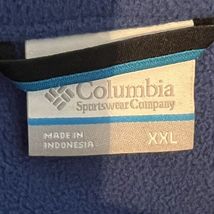 Columbia
Sportswear Company
MADE IN
INDONESIA
XXL